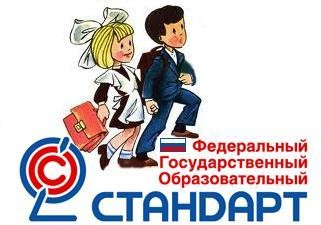 Федеральный
Государственный
Образовательный
СТАНДАРТ